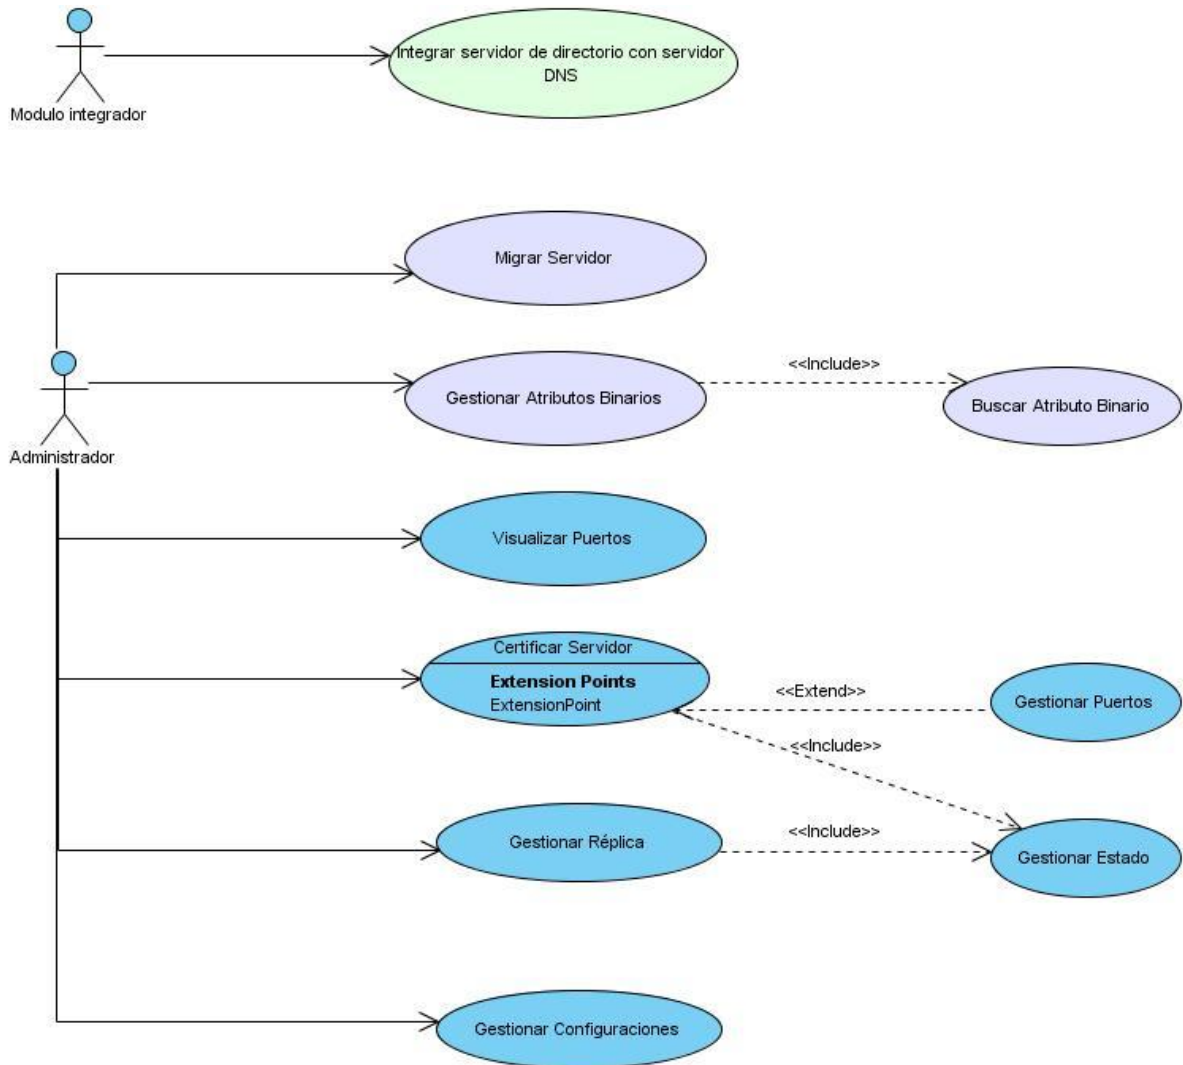 Integrar servidor de directorio con servidor
DNS
Modulo integrador
Migrar Servidor
<<Include>>
Gestionar Atributos Binarios
Buscar Atributo Binario
Administrador
Visualizar Puertos
Certificar Servidor
Extension Points
ExtensionPoint
<<Extend>>
Gestionar Puertos
<<Include>>
Gestionar Réplica
<<Include>>
Gestionar Estado
Gestionar Configuraciones